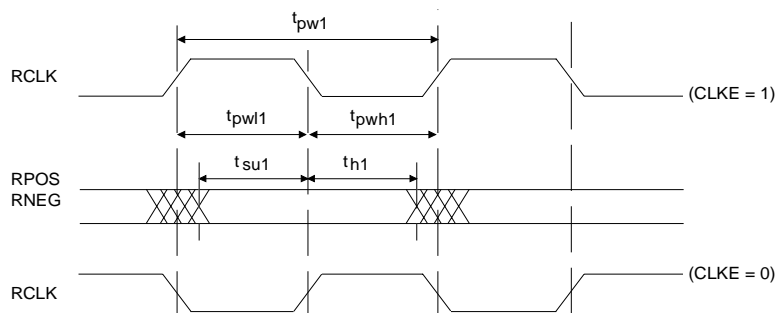 tpw1
RCLK
(CLKE = 1)
tpwl1
tpwh1
tsu1
th1
RPOS
RNEG
RCLK
(CLKE = 0)